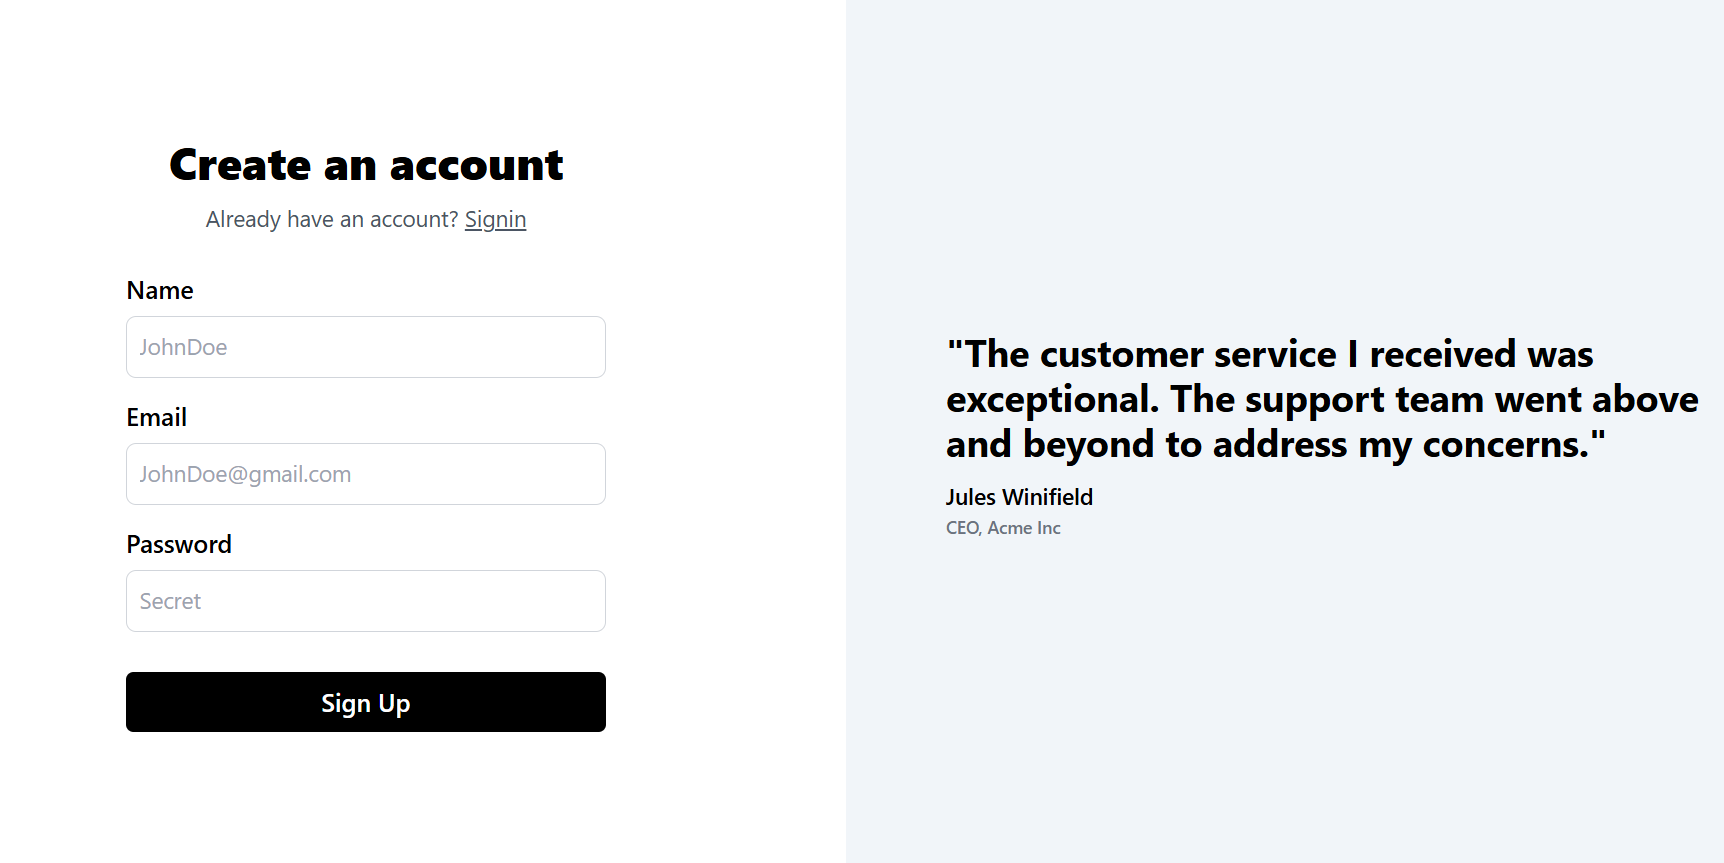 Create an account
Already have an account? Signin
Name
JohnDoe
Email
JohnDoe@gmail.com
Password
Secret
Sign Up
"The customer service I received was
exceptional. The support team went above
and beyond to address my concerns."
Jules Winifield
CEO, Acme Inc